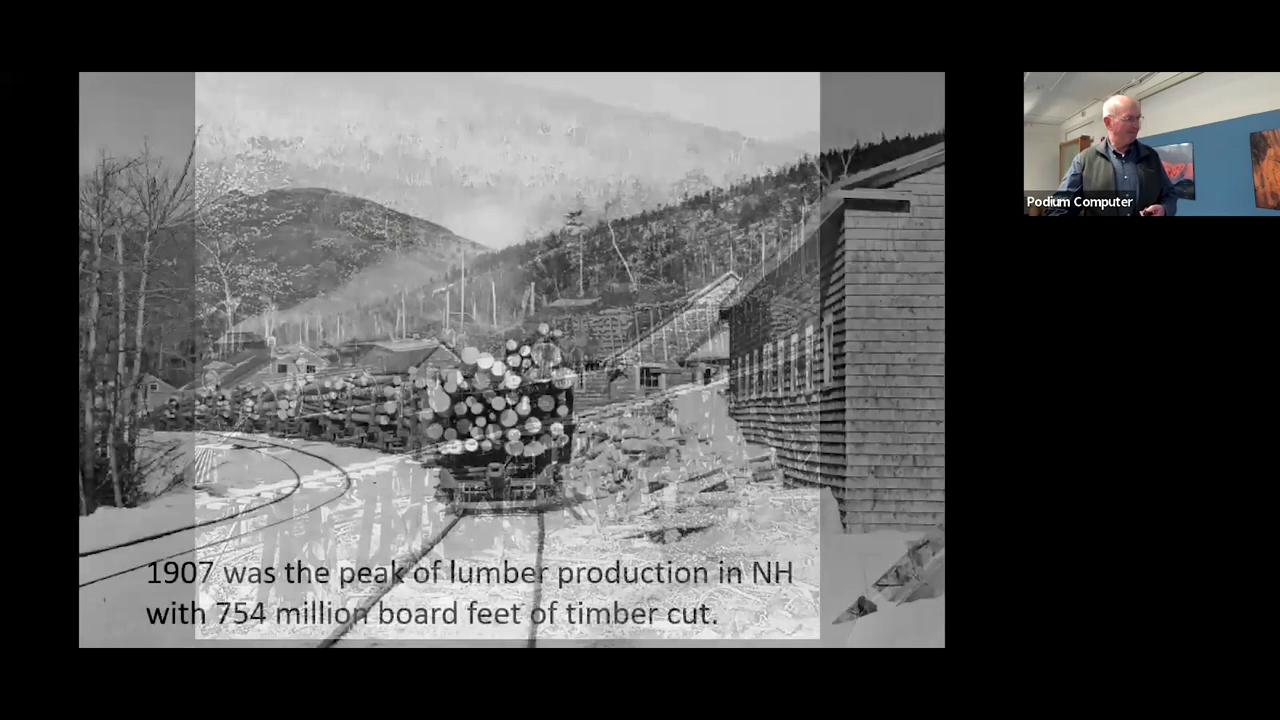 1907 was the peak of lumber production in NH
with 754 million board feet of timber cut.
Podium Computer